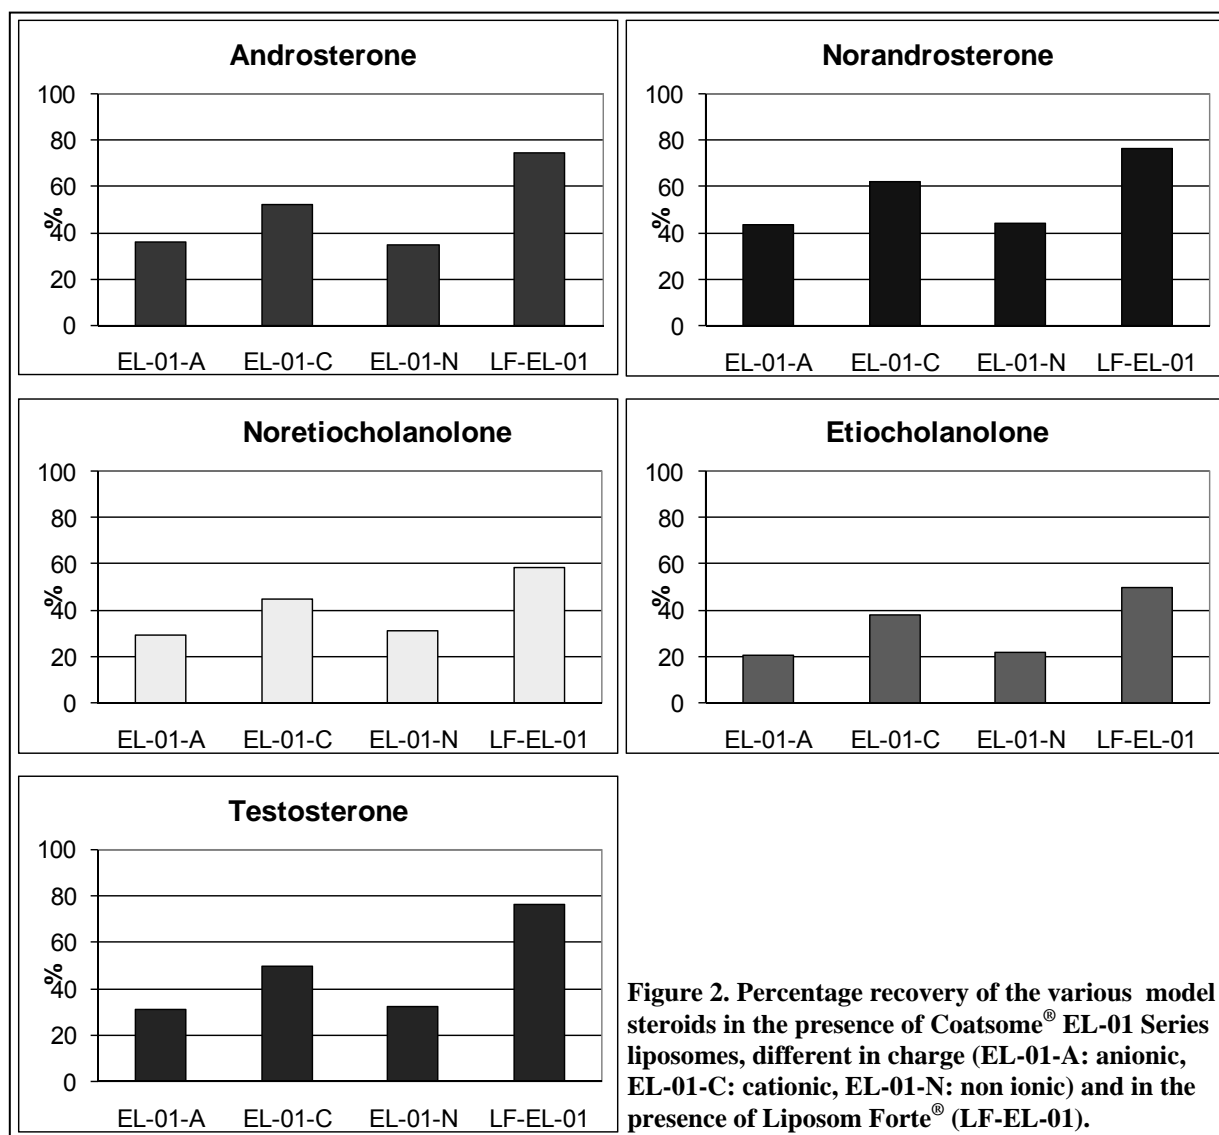 Androsterone
100
80
60
40
20
0
%
EL-01-A EL-01-C EL-01-N LF-EL-01
Norandrosterone
100
80
60
40
20
0
%
EL-01-A EL-01-C EL-01-N LF-EL-01
Noretiocholanolone
100
80
60
40
20
0
%
EL-01-A EL-01-C EL-01-N LF-EL-01
Etiocholanolone
100
80
60
40
20
0
%
EL-01-A EL-01-C EL-01-N LF-EL-01
Testosterone
100
80
60
40
20
0
%
EL-01-A EL-01-C EL-01-N LF-EL-01
Figure 2. Percentage recovery of the various model
steroids in the presence of Coatsome® EL-01 Series
liposomes, different in charge (EL-01-A: anionic,
EL-01-C: cationic, EL-01-N: non ionic) and in the
presence of Liposom Forte® (LF-EL-01).